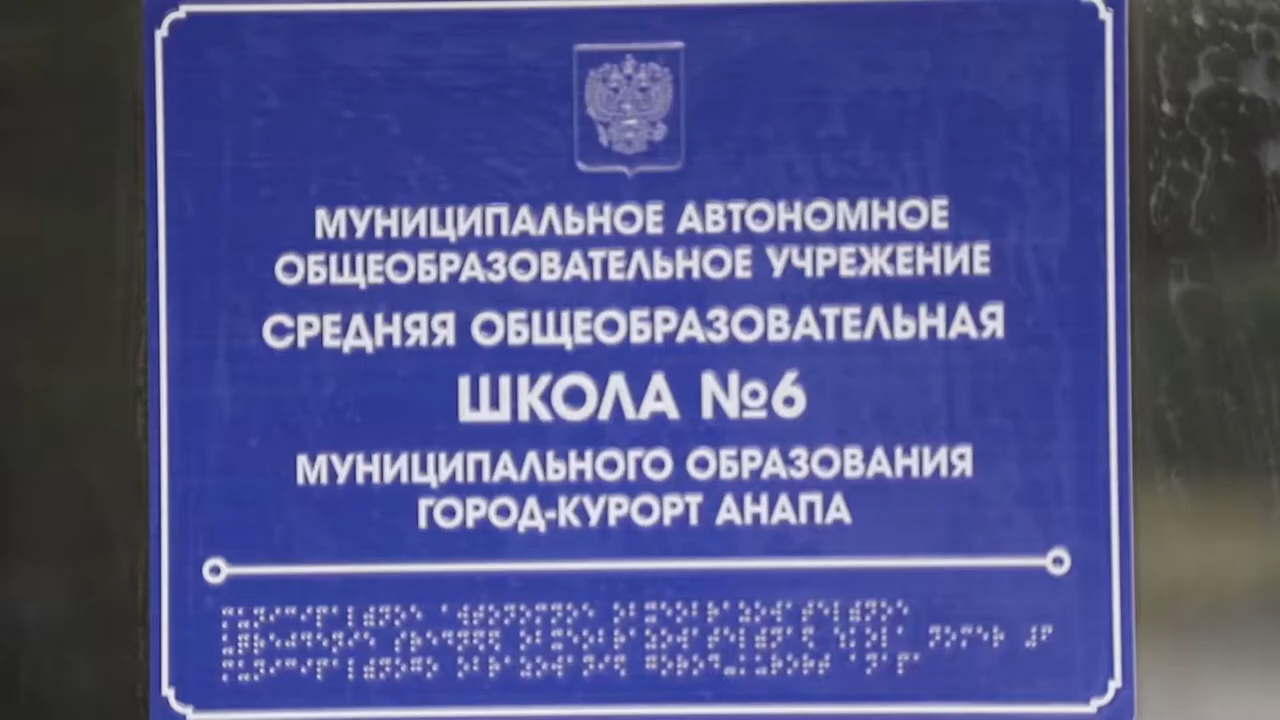 МУНИЦИПАЛЬНОЕ АВТОНОМНОЕ
ОБЩЕОБРАЗОВАТЕЛЬНОЕ УЧРЕЖЕНИЕ
СРЕДНЯЯ ОБЩЕОБРАЗОВАТЕЛЬНАЯ
ШКОЛА №6
МУНИЦИПАЛЬНОГО ОБРАЗОВАНИЯ
ГОРОД-КУРОРТ АНАПА